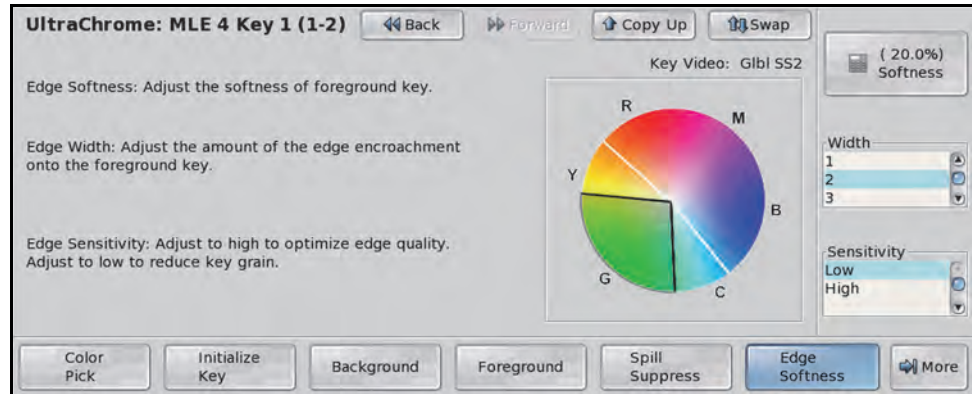 UltraChrome: MLE 4 Key 1 (1-2)
Back
Forward
Copy Up
Swap
Key Video: Glbl SS2
( 20.0%)
Softness
Edge Softness: Adjust the softness of foreground key.
Edge Width: Adjust the amount of the edge encroachment
onto the foreground key.
Edge Sensitivity: Adjust to high to optimize edge quality.
Adjust to low to reduce key grain.
R
M
Y
B
G
C
Width
1
2
3
Sensitivity
Low
High
Color
Pick
Initialize
Key
Background
Foreground
Spill
Suppress
Edge
Softness
More